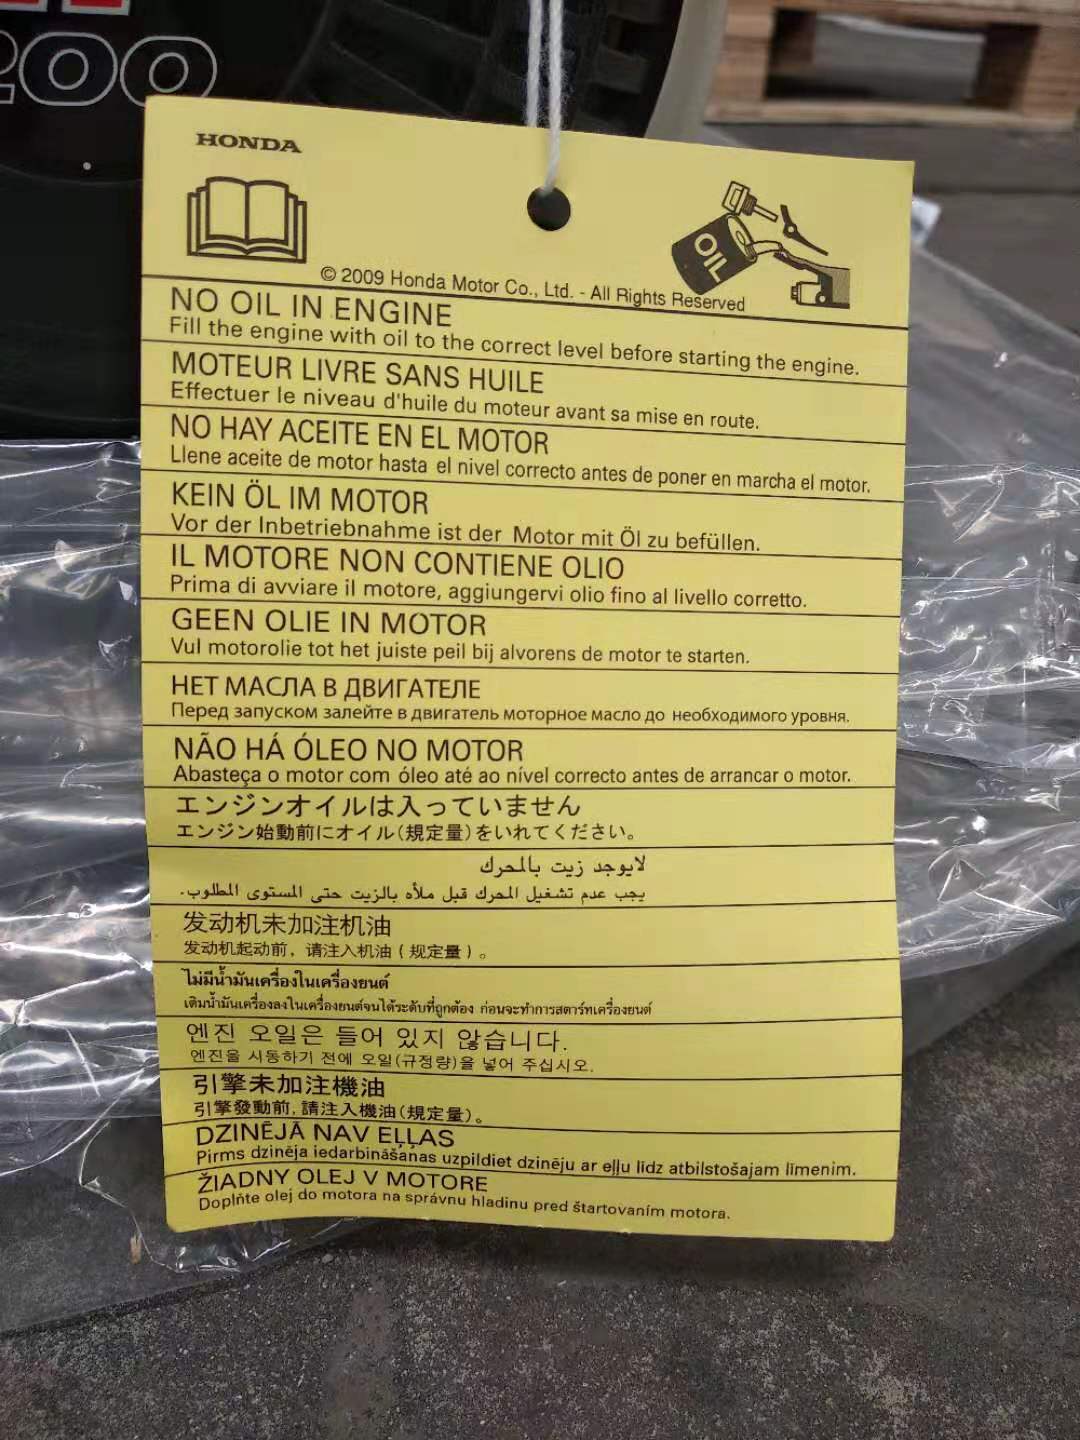 200
HONDA
OIL
© 2009 Honda Motor Co., Ltd. - All Rights Reserved
NO OIL IN ENGINE
Fill the engine with oil to the correct level before starting the engine.
MOTEUR LIVRE SANS HUILE
Effectuer le niveau d'huile du moteur avant sa mise en route.
NO HAY ACEITE EN EL MOTOR
Llene aceite de motor hasta el nivel correcto antes de poner en marcha el motor.
KEIN ÖL IM MOTOR
Vor der Inbetriebnahme ist der Motor mit Öl zu befüllen.
IL MOTORE NON CONTIENE OLIO
Prima di avviare il motore, aggiungervi olio fino al livello corretto.
GEEN OLIE IN MOTOR
Vul motorolie tot het juiste peil bij alvorens de motor te starten.
НЕТ МАСЛА В ДВИГАТЕЛЕ
Перед запуском залейте в двигатель моторное масло до необходимого уровня.
NÃO HÁ ÓLEO NO MOTOR
Abasteça o motor com óleo até ao nível correcto antes de arrancar o motor.
エンジンオイルは入っていません
エンジン始動前にオイル(規定量)をいれてください。
لايوجد زيت بالمحرك
يجب عدم تشغيل المحرك قبل ملأه بالزيت حتى المستوى المطلوب.
发动机未加注机油
发动机起动前，请注入机油（规定量）。
ไม่มีน้ำมันเครื่องในเครื่องยนต์
เติมน้ำมันเครื่องลงในเครื่องยนต์จนได้ระดับที่ถูกต้อง ก่อนจะทำการสตาร์ทเครื่องยนต์
엔진 오일은 들어 있지 않습니다.
엔진을 시동하기 전에 오일(규정량)을 넣어 주십시오.
引擎未加注機油
引擎發動前,請注入機油(規定量)。
DZINĒJĀ NAV EĻĻAS
Pirms dzinēja iedarbināšanas uzpildiet dzinēju ar eļļu līdz atbilstošajam līmenim.
ŽIADNY OLEJ V MOTORE
Doplňte olej do motora na správnu hladinu pred štartovaním motora.